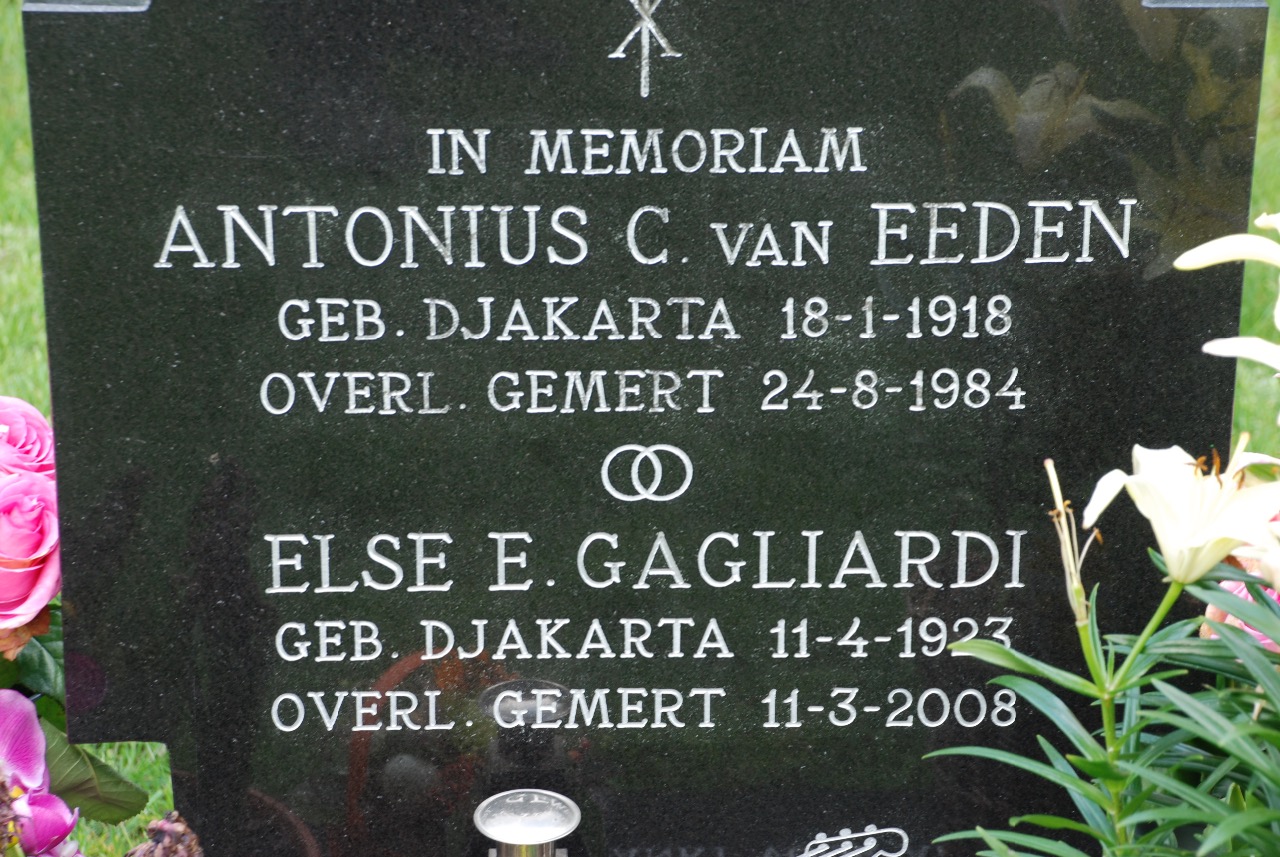 IN MEMORIAM
ANTONIUS C. VAN EEDEN
GEB. DJAKARTA 18-1-1918
OVERL. GEMERT 24-8-1984
ELSE E. GAGLIARDI
GEB. DJAKARTA 11-4-1923
OVERL. GEMERT 11-3-2008